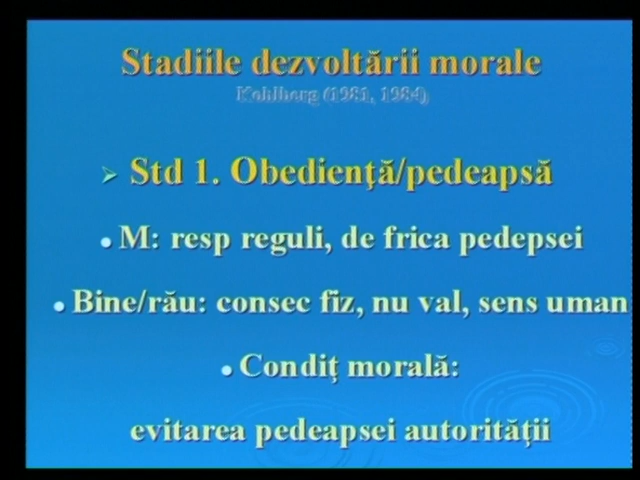 Stadiile dezvoltării morale
Kohlberg (1981, 1984)
Std 1. Obedienţă/pedeapsă
M: resp reguli, de frica pedepsei
Bine/rău: consec fiz, nu val, sens uman
Condiţ morală:
evitarea pedeapsei autorităţii